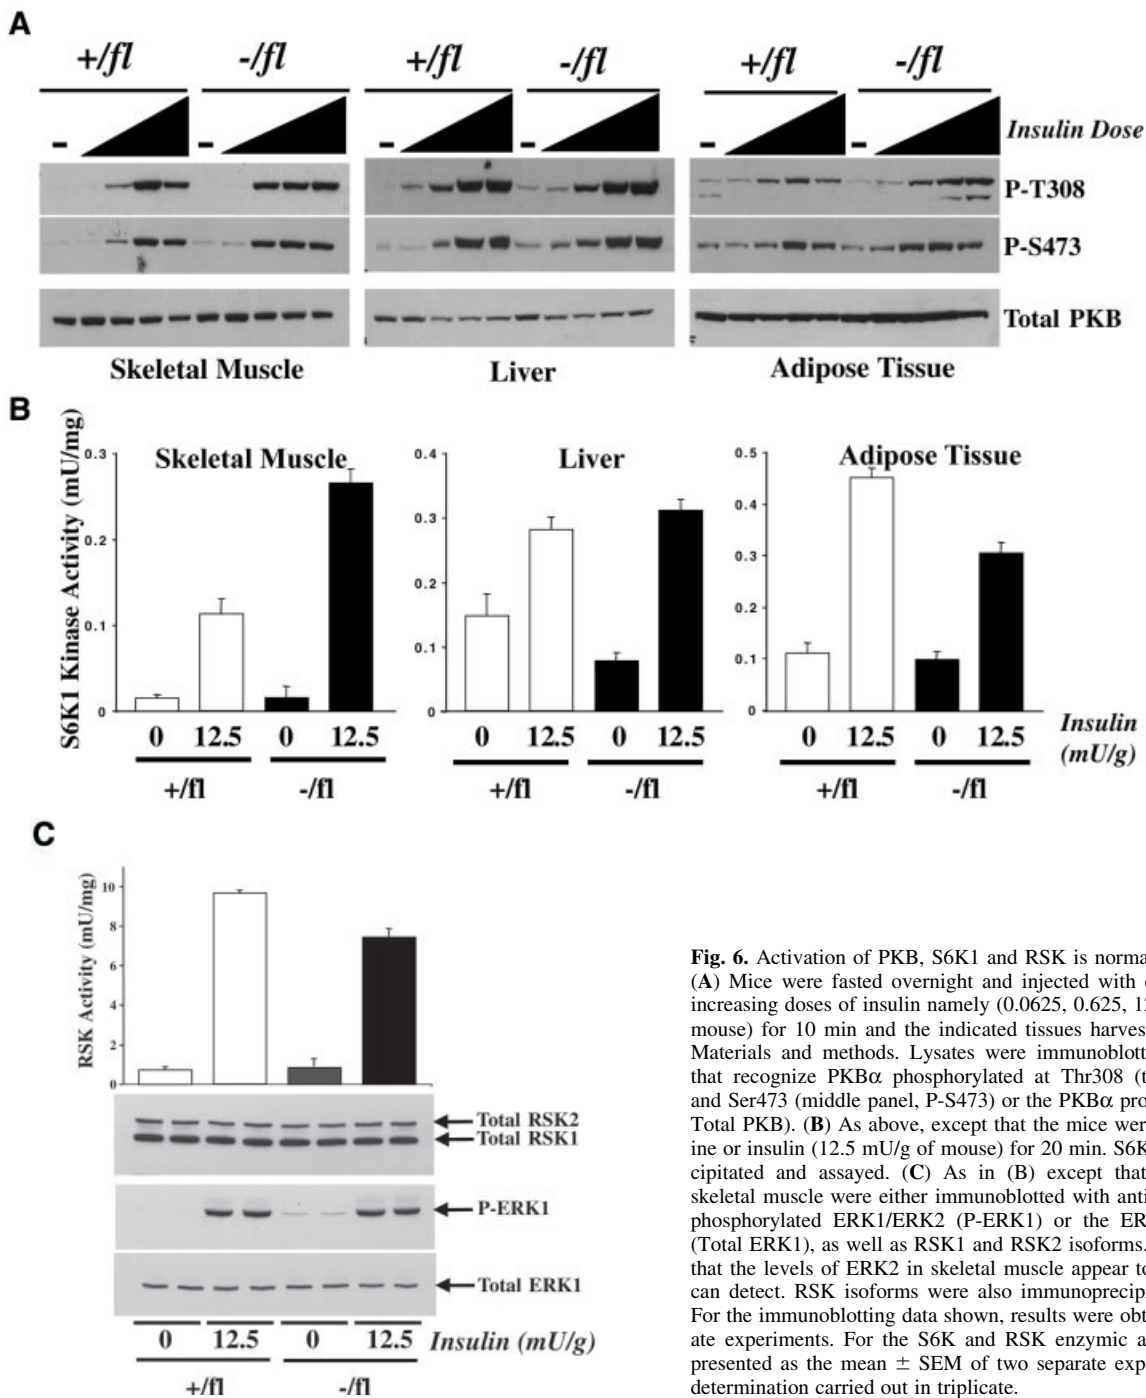 A
+/fl -/fl +/fl -/fl +/fl -/fl
- - - - - - Insulin Dose
P-T308
P-S473
Total PKB
Skeletal Muscle Liver Adipose Tissue
B
S6K1 Kinase Activity (mU/mg)
Skeletal Muscle
0.3
0.2
0.1
0
0 12.5 0 12.5
+/fl -/fl
Liver
0.4
0.3
0.2
0.1
0
0 12.5 0 12.5
+/fl -/fl
Adipose Tissue
0.5
0.4
0.3
0.2
0.1
0
0 12.5 0 12.5
+/fl -/fl
Insulin
(mU/g)
C
RSK Activity (mU/mg)
10
8
6
4
2
0
Total RSK2
Total RSK1
P-ERK1
Total ERK1
0 12.5 0 12.5 Insulin (mU/g)
+/fl -/fl
Fig. 6. Activation of PKB, S6K1 and RSK is norma
(A) Mice were fasted overnight and injected with
increasing doses of insulin namely (0.0625, 0.625, 1
mouse) for 10 min and the indicated tissues harves
Materials and methods. Lysates were immunoblott
that recognize PKBα phosphorylated at Thr308 (t
and Ser473 (middle panel, P-S473) or the PKBα pro
Total PKB). (B) As above, except that the mice wer
ine or insulin (12.5 mU/g of mouse) for 20 min. S6K
cipitated and assayed. (C) As in (B) except that
skeletal muscle were either immunoblotted with anti
phosphorylated ERK1/ERK2 (P-ERK1) or the ER
(Total ERK1), as well as RSK1 and RSK2 isoforms.
that the levels of ERK2 in skeletal muscle appear to
can detect. RSK isoforms were also immunoprecip
For the immunoblotting data shown, results were obt
ate experiments. For the S6K and RSK enzymic a
presented as the mean ± SEM of two separate exp
determination carried out in triplicate.